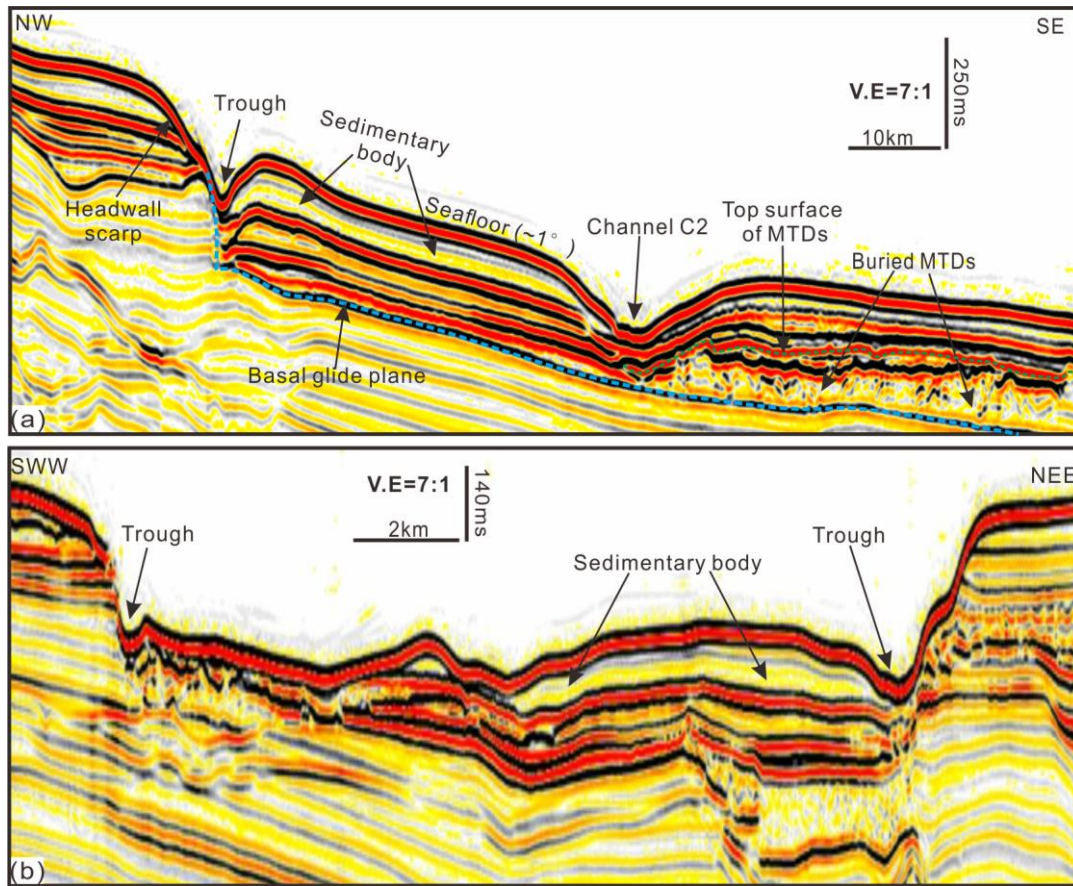 NW
SE
Trough
V.E=7:1
250ms
10km
Sedimentary
body
Seafloor (~1°)
Headwall
scarp
Channel C2
Top surface
of MTDs
Buried MTDs
Basal glide plane
(a)
SWW
NEE
V.E=7:1
140ms
2km
Trough
Sedimentary body
Trough
(b)